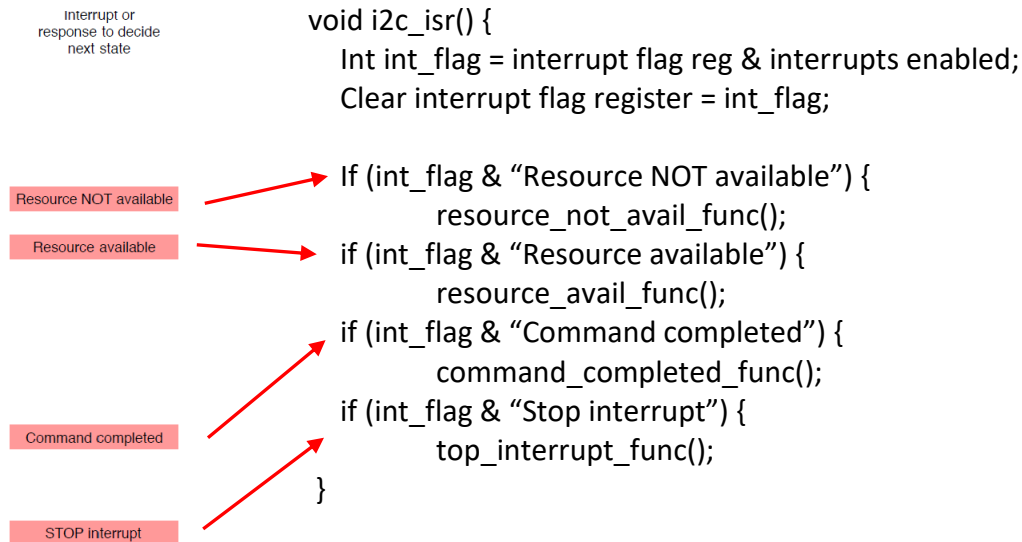 Interrupt or
response to decide
next state
void i2c_isr() {
Int int_flag = interrupt flag reg & interrupts enabled;
Clear interrupt flag register = int_flag;
Resource NOT available
If (int_flag & “Resource NOT available”) {
resource_not_avail_func();
Resource available
if (int_flag & “Resource available”) {
resource_avail_func();
if (int_flag & “Command completed”) {
command_completed_func();
Command completed
if (int_flag & “Stop interrupt”) {
top_interrupt_func();
}
STOP interrupt